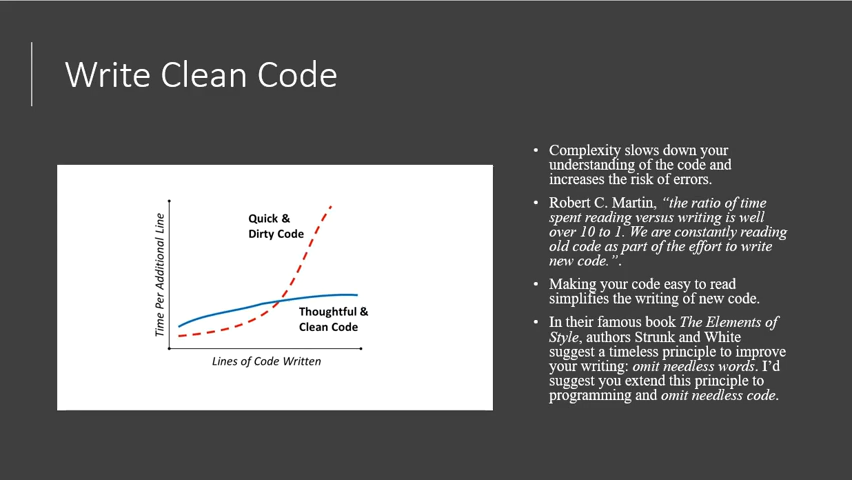 Write Clean Code
Quick &
Dirty Code
Thoughtful &
Clean Code
Time Per Additional Line
Lines of Code Written
• Complexity slows down your
understanding of the code and
increases the risk of errors.
• Robert C. Martin, “the ratio of time
spent reading versus writing is well
over 10 to 1. We are constantly reading
old code as part of the effort to write
new code.”.
• Making your code easy to read
simplifies the writing of new code.
• In their famous book The Elements of
Style, authors Strunk and White
suggest a timeless principle to improve
your writing: omit needless words. I’d
suggest you extend this principle to
programming and omit needless code.